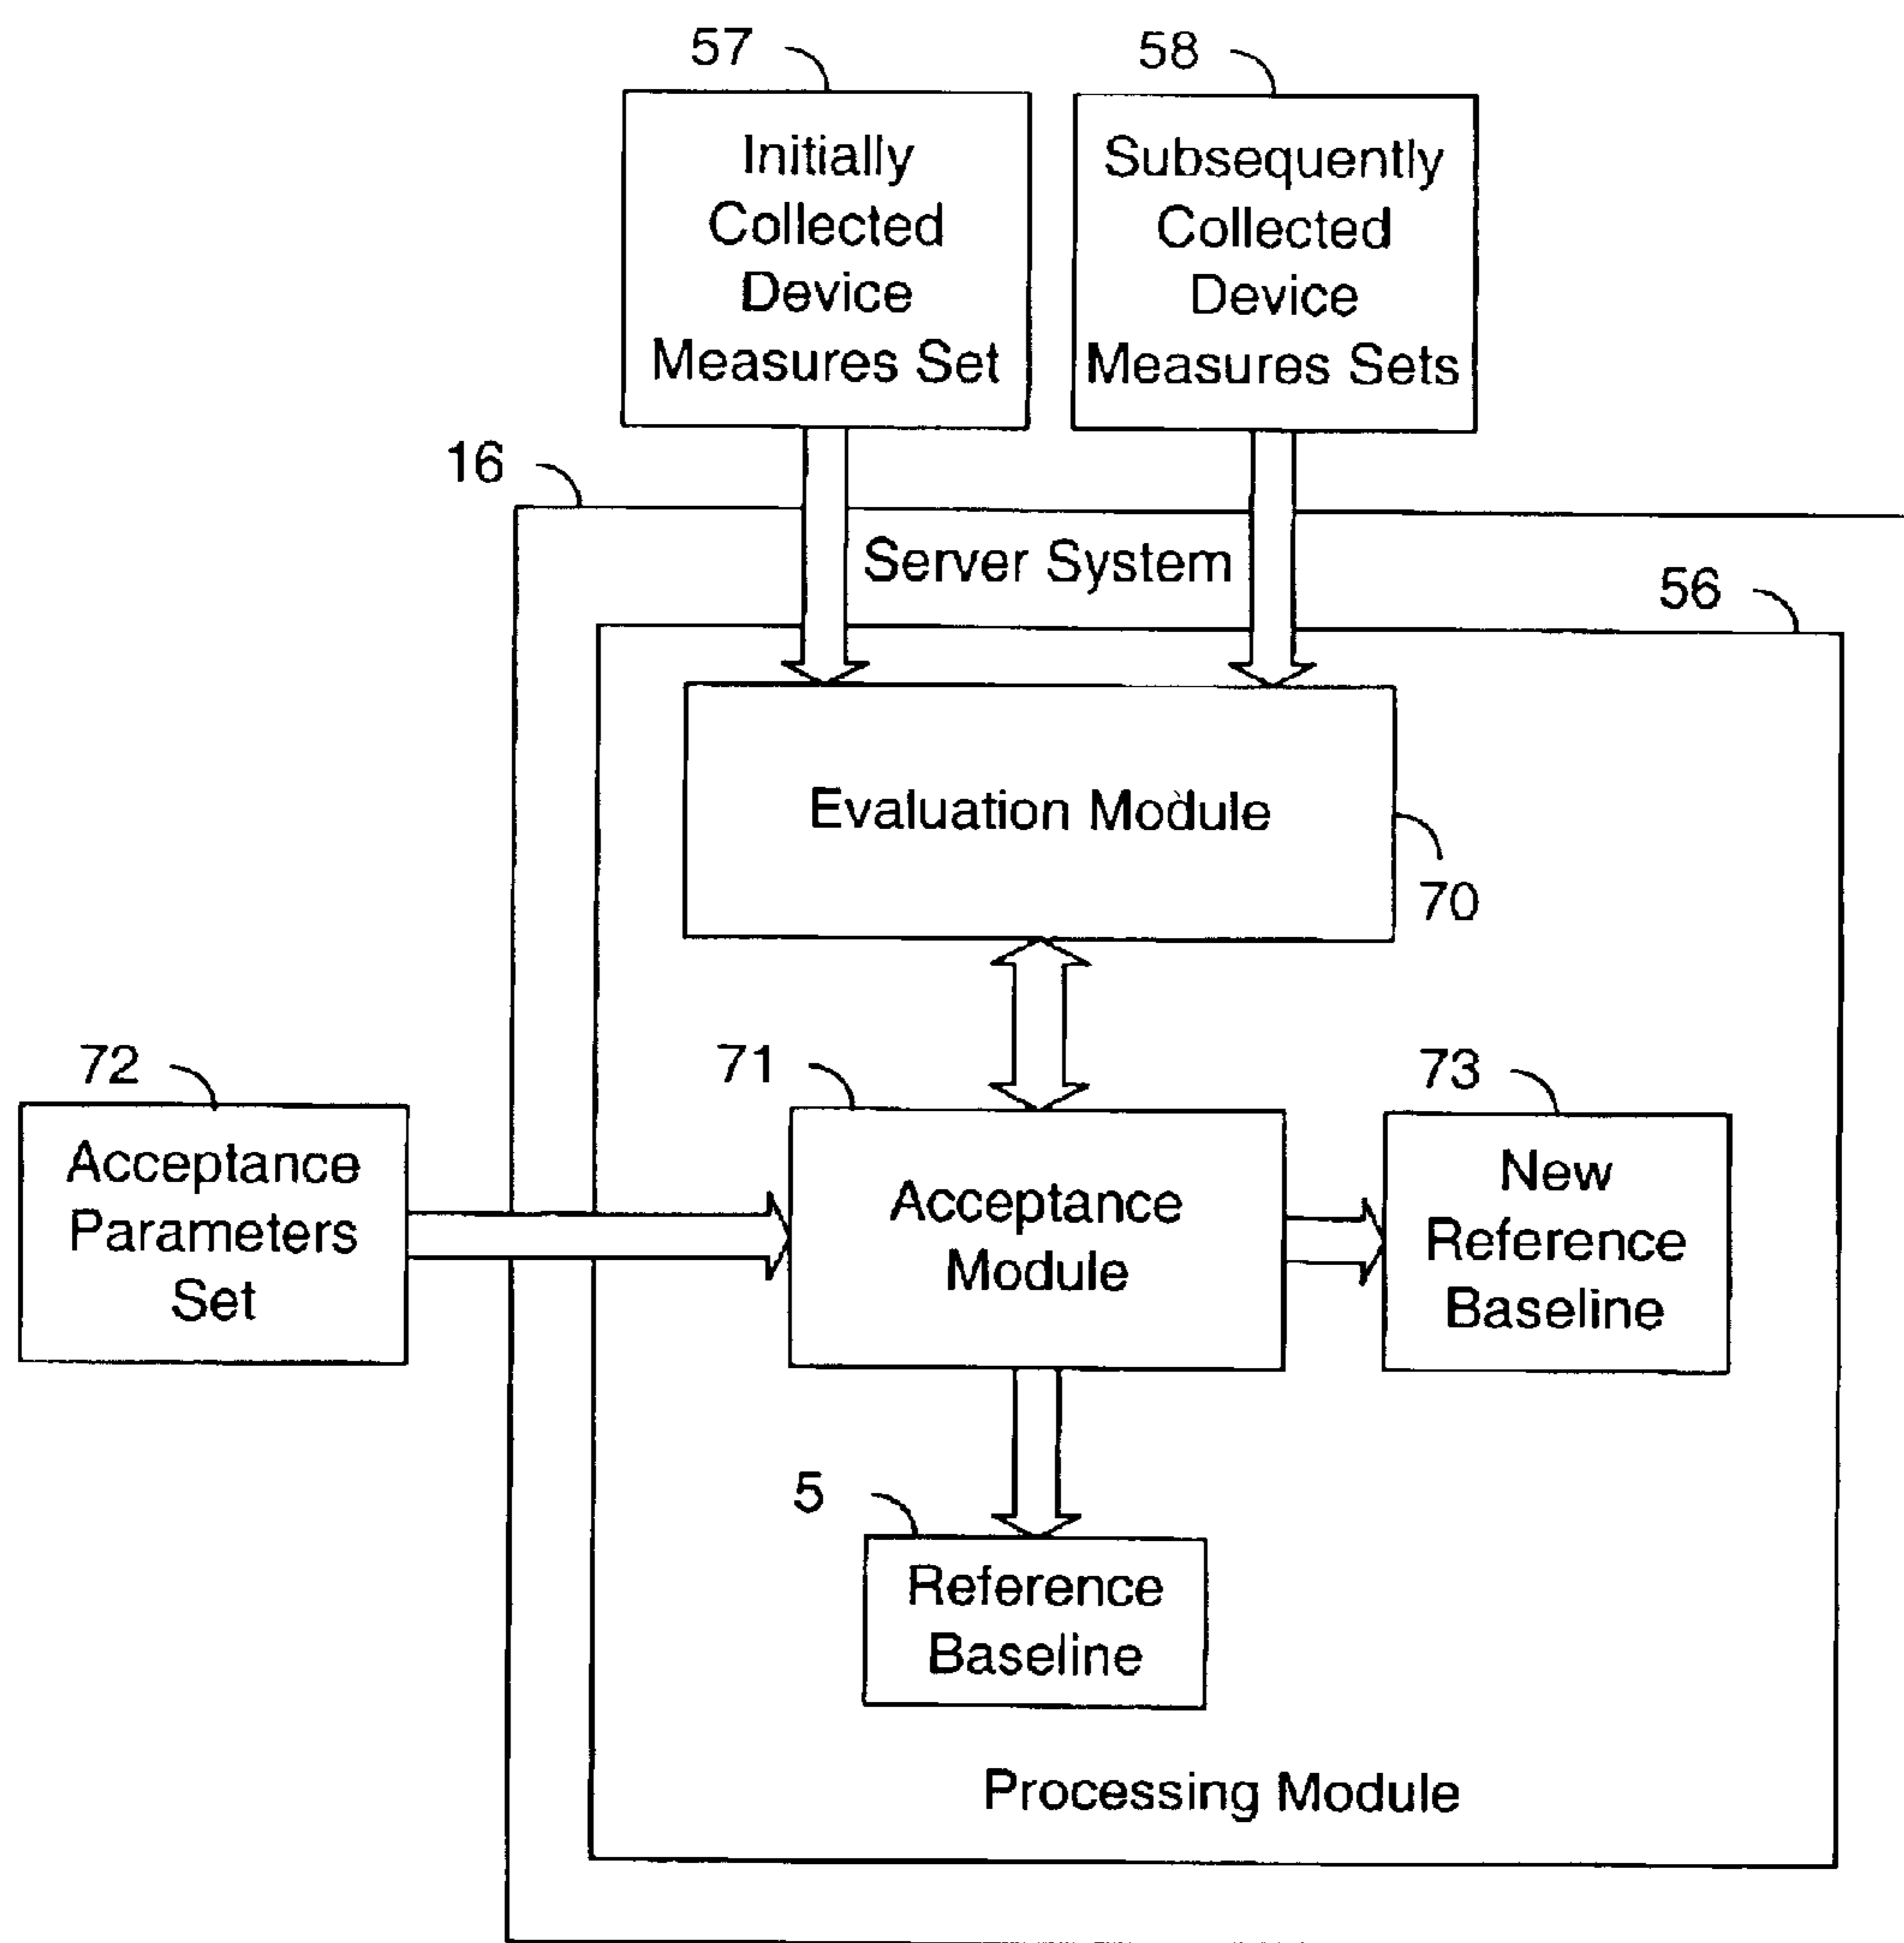 57
58
Initially
Collected
Device
Measures Set
Subsequently
Collected
Device
Measures Sets
16
Server System
56
Evaluation Module
70
72
71
73
Acceptance
Parameters
Set
Acceptance
Module
New
Reference
Baseline
5
Reference
Baseline
Processing Module